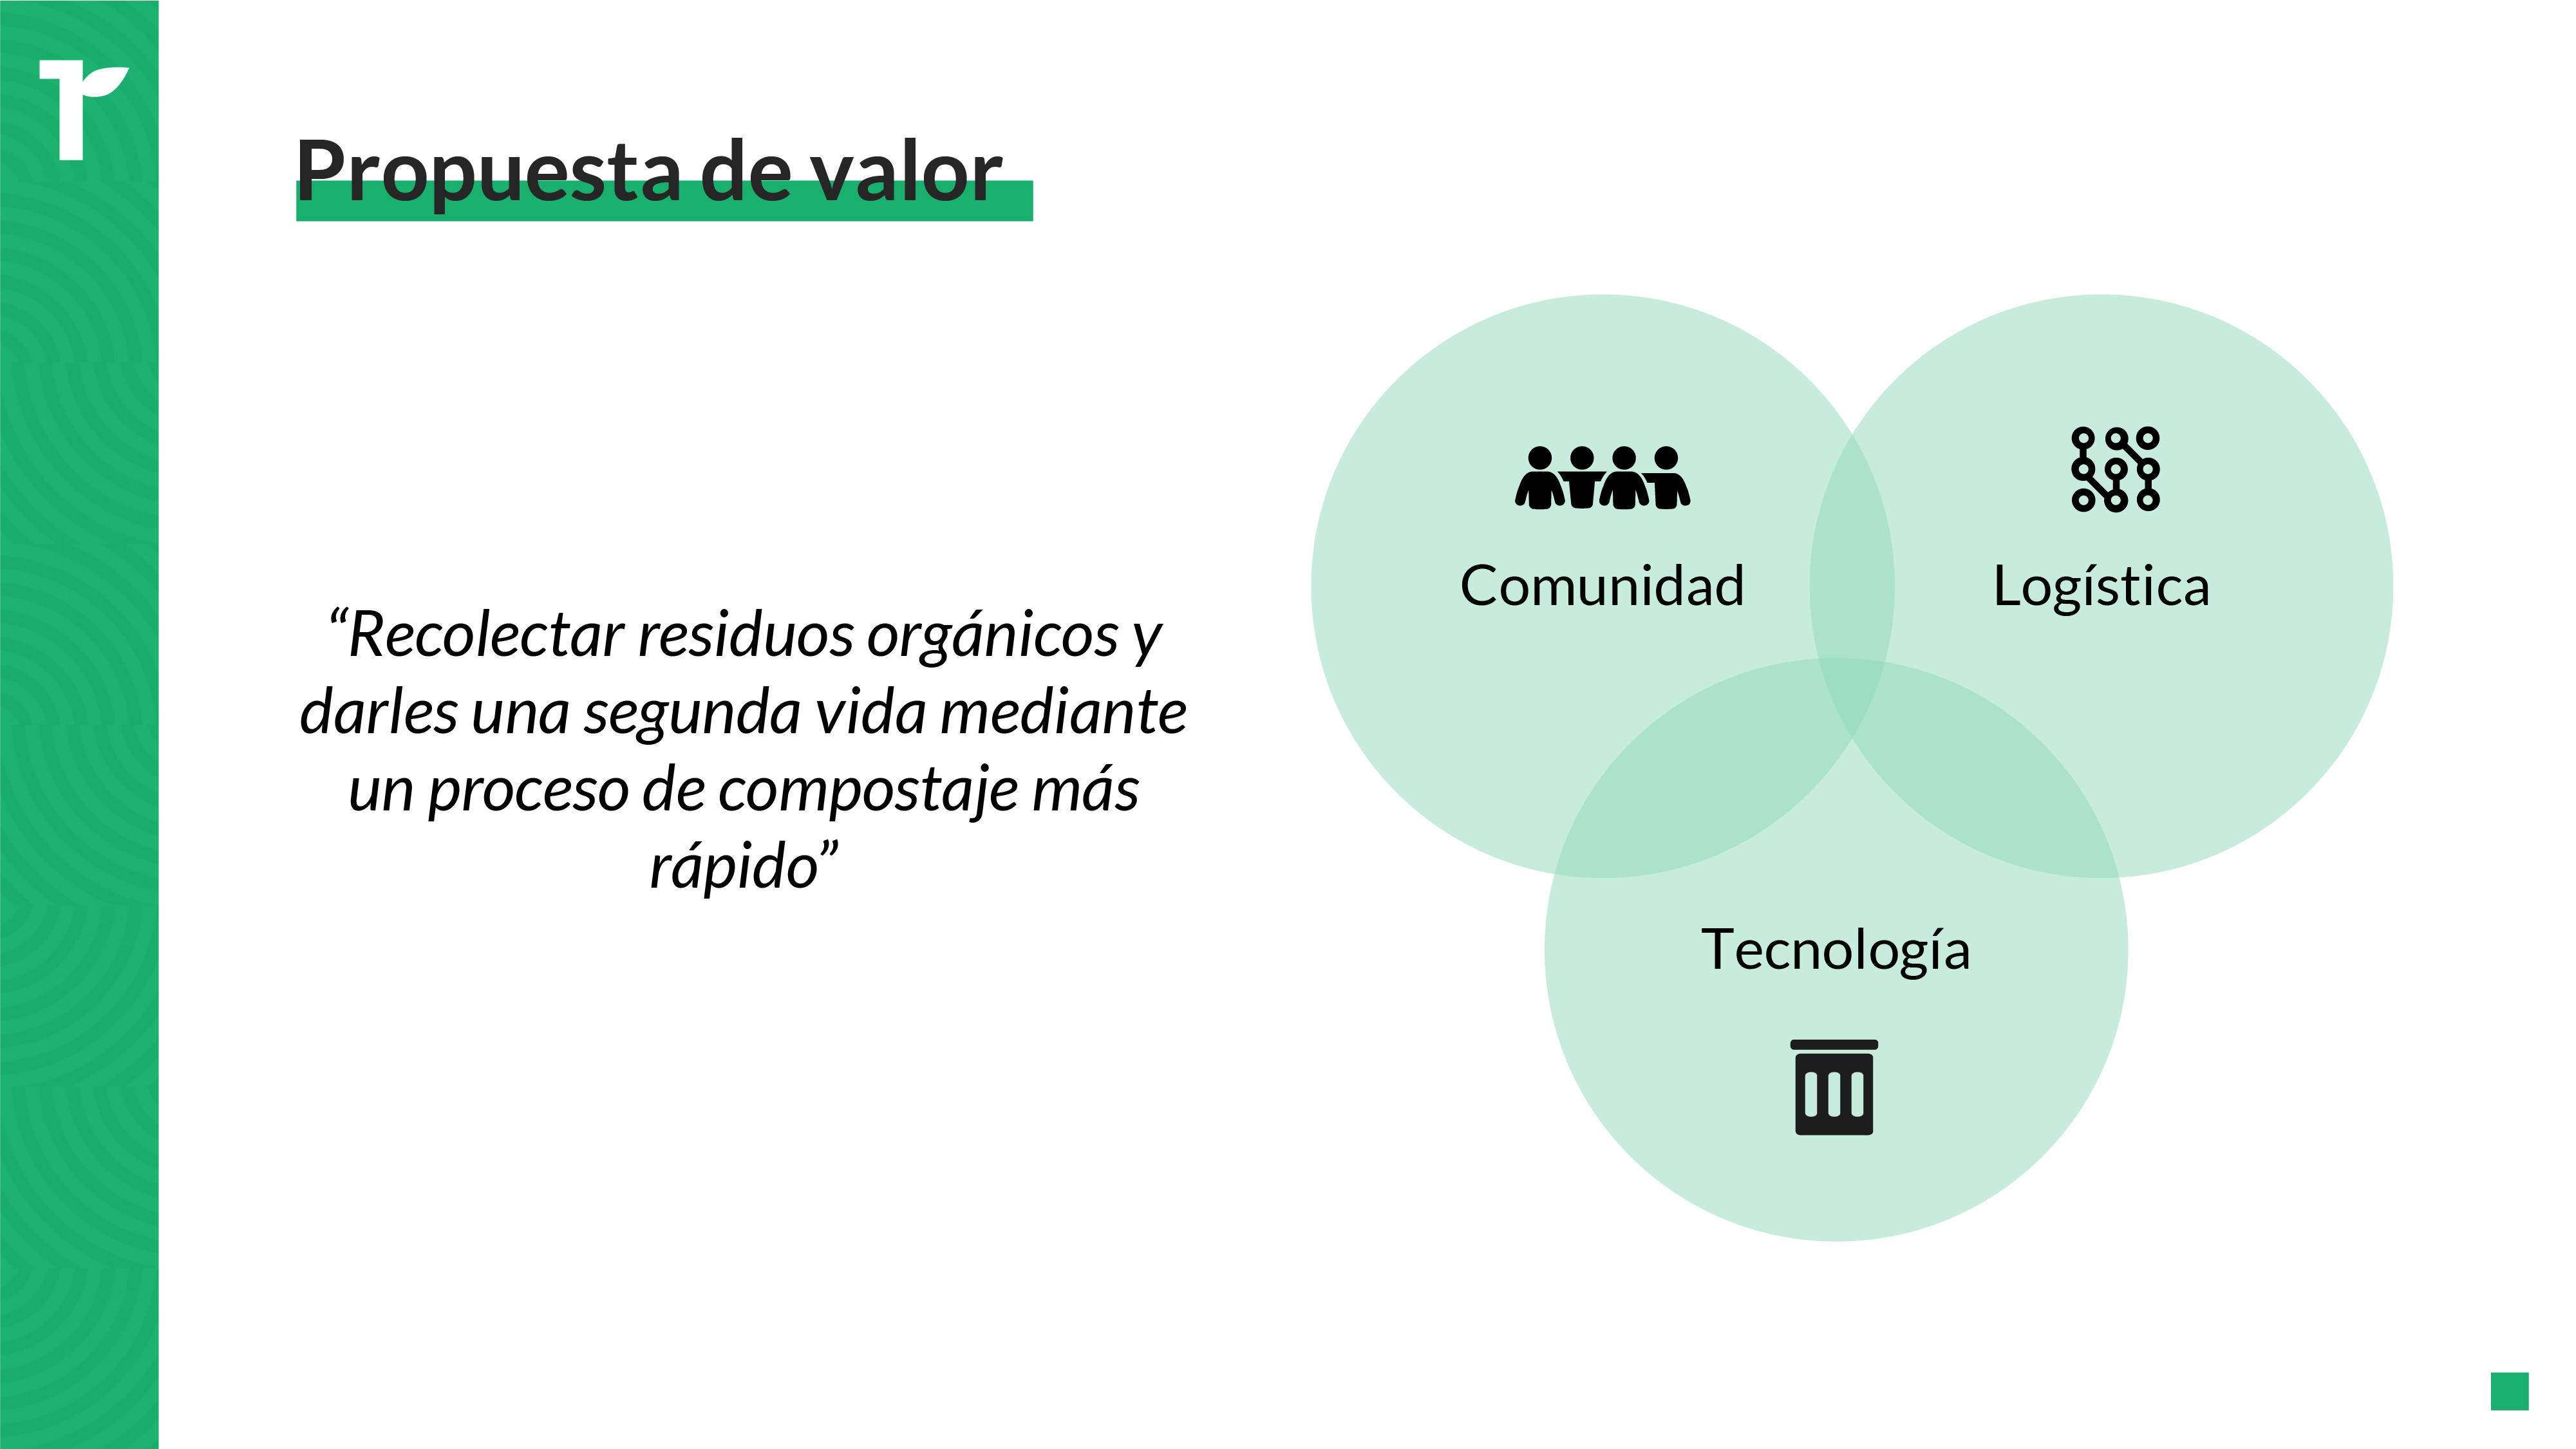 Propuesta de valor
“Recolectar residuos orgánicos y
darles una segunda vida mediante
un proceso de compostaje más
rápido”
Comunidad
Logística
Tecnología